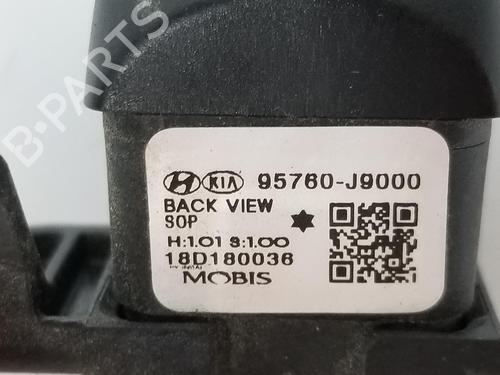 B-PARTS
KIA 95760-J9000
BACK VIEW
SOP
H:1.01 S:1.00
18D180036
MOBIS